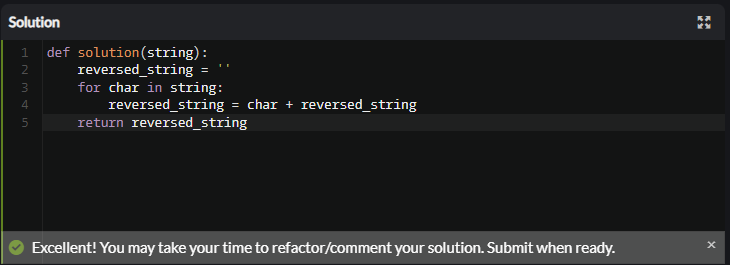 Solution
1 def solution(string):
2 reversed_string = ''
3 for char in string:
4 reversed_string = char + reversed_string
5 return reversed_string
Excellent! You may take your time to refactor/comment your solution. Submit when ready. ×